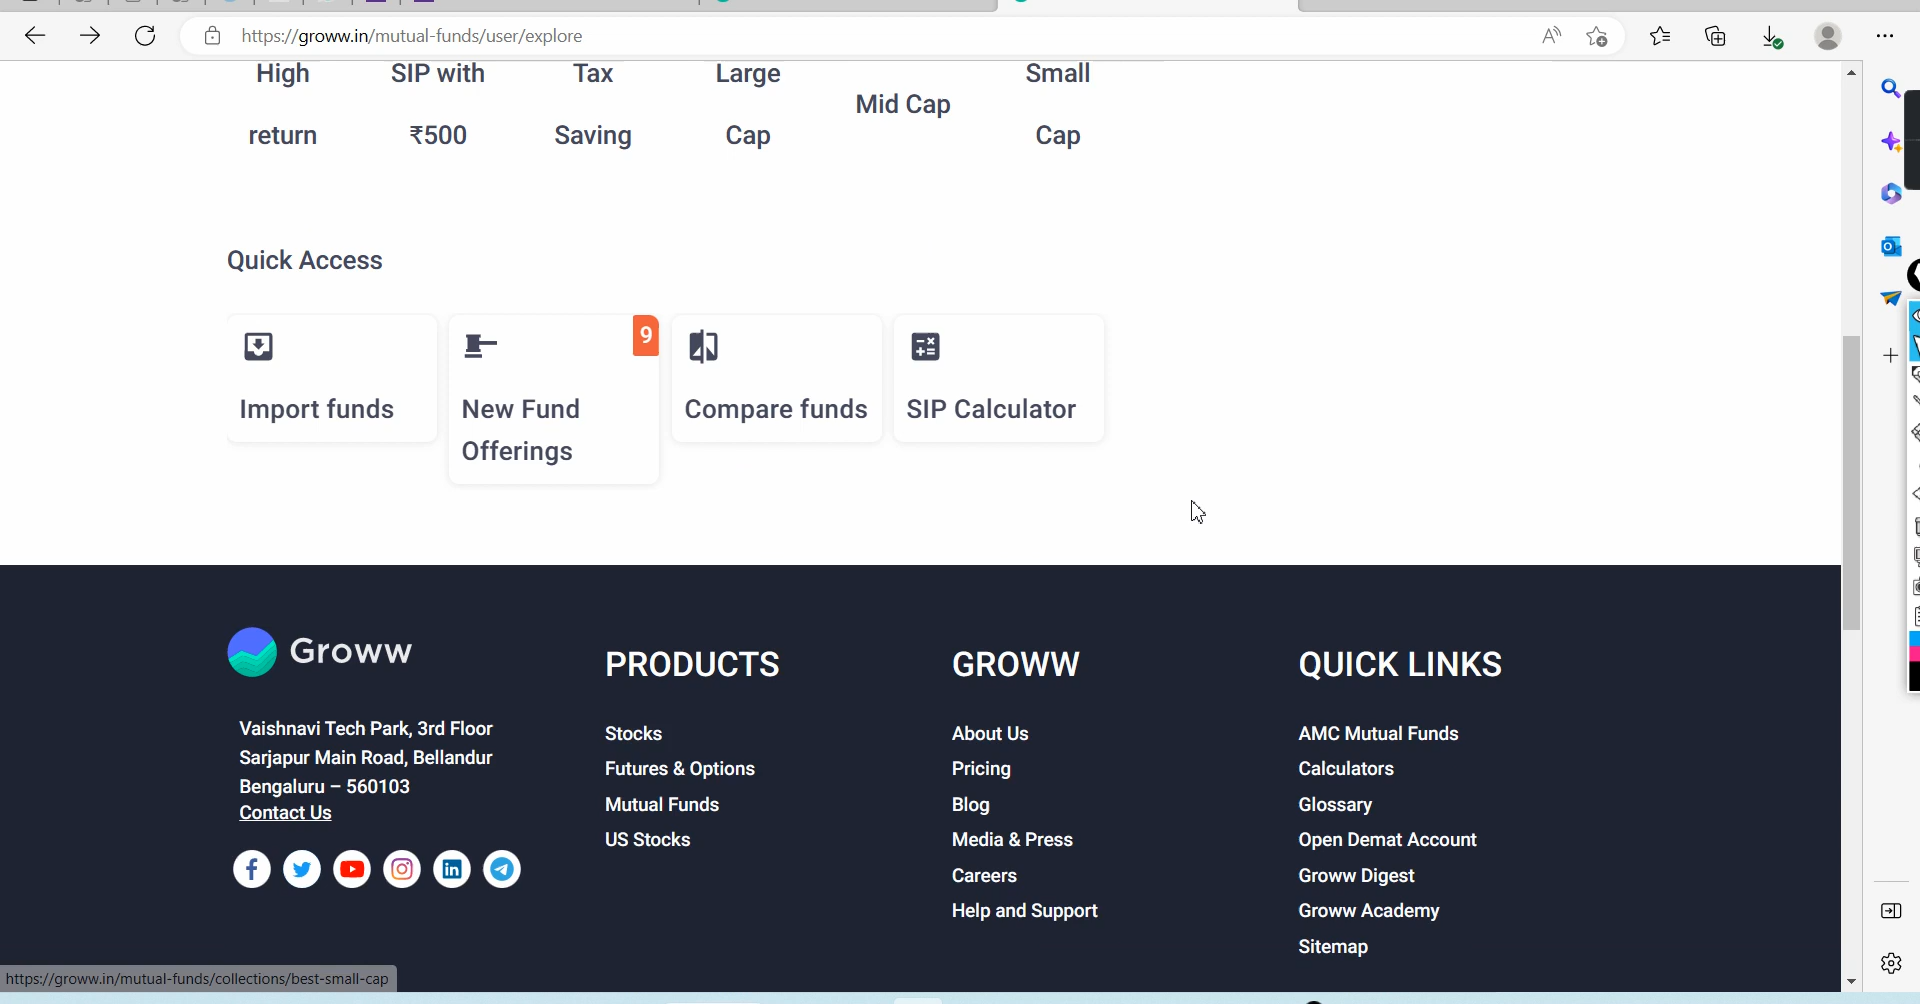 https://groww.in/mutual-funds/user/explore
High
return
SIP with
₹500
Tax
Saving
Large
Cap
Mid Cap
Small
Cap
Quick Access
Import funds
9
New Fund
Offerings
Compare funds
SIP Calculator
Groww
Vaishnavi Tech Park, 3rd Floor
Sarjapur Main Road, Bellandur
Bengaluru – 560103
Contact Us
PRODUCTS
Stocks
Futures & Options
Mutual Funds
US Stocks
GROWW
About Us
Pricing
Blog
Media & Press
Careers
Help and Support
QUICK LINKS
AMC Mutual Funds
Calculators
Glossary
Open Demat Account
Groww Digest
Groww Academy
Sitemap
https://groww.in/mutual-funds/collections/best-small-cap